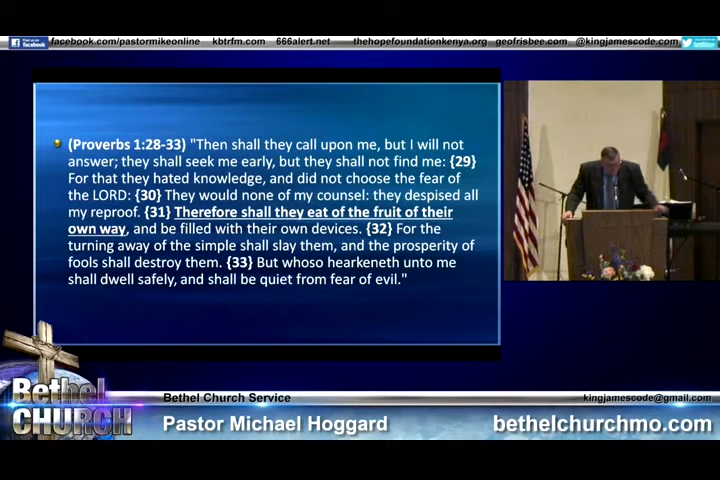 Find us on facebook
facebook.com/pastormikeonline kbtrfm.com 666alert.net thehopefoundationkenya.org geofrisbee.com @kingjamescode.com
(Proverbs 1:28-33) "Then shall they call upon me, but I will not
answer; they shall seek me early, but they shall not find me: {29}
For that they hated knowledge, and did not choose the fear of
the LORD: {30} They would none of my counsel: they despised all
my reproof. {31} Therefore shall they eat of the fruit of their
own way, and be filled with their own devices. {32} For the
turning away of the simple shall slay them, and the prosperity of
fools shall destroy them. {33} But whoso hearkeneth unto me
shall dwell safely, and shall be quiet from fear of evil."
Bethel
CHURCH
Bethel Church Service kingjamescode@gmail.com
Pastor Michael Hoggard bethelchurchmo.com